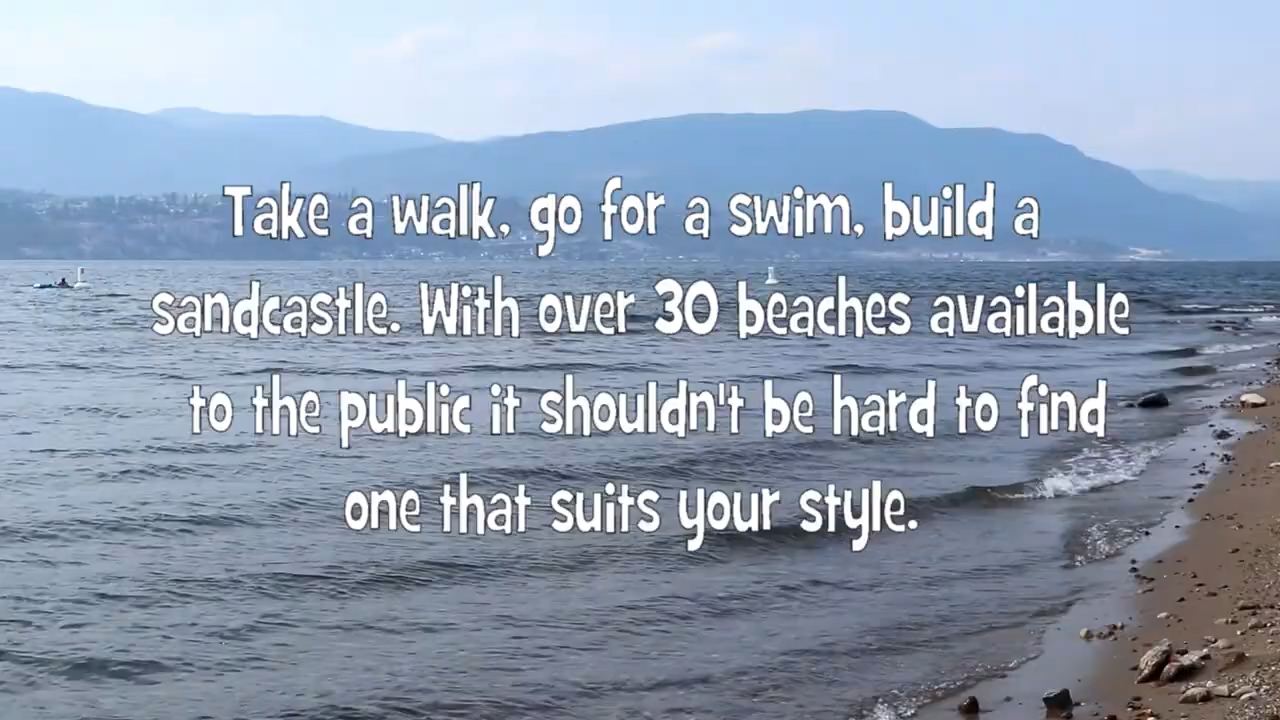 Take a walk, go for a swim, build a
sandcastle. With over 30 beaches available
to the public it shouldn't be hard to find
one that suits your style.